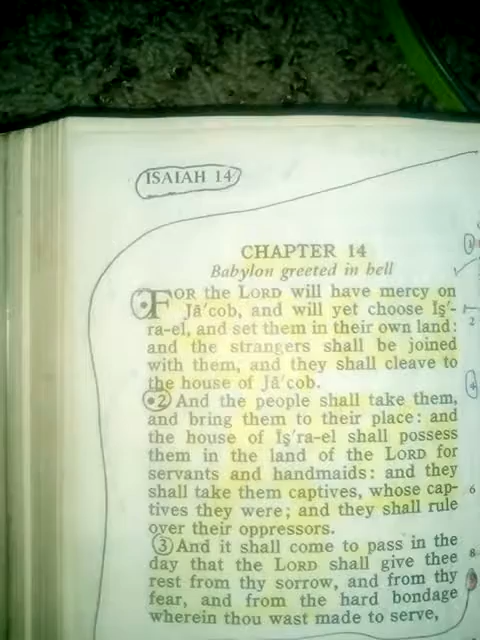 ISAIAH 14
CHAPTER 14
Babylon greeted in hell
FOR the LORD will have mercy on
Jā'cob, and will yet choose Iş'-
ra-el, and set them in their own land:
and the strangers shall be joined
with them, and they shall cleave to
the house of Jā'cob.
2 And the people shall take them,
and bring them to their place: and
the house of Iş'ra-el shall possess
them in the land of the LORD for
servants and handmaids: and they
shall take them captives, whose cap-
tives they were; and they shall rule
over their oppressors.
3 And it shall come to pass in the
day that the LORD shall give thee
rest from thy sorrow, and from thy
fear, and from the hard bondage
wherein thou wast made to serve,
1
2
4
6
8